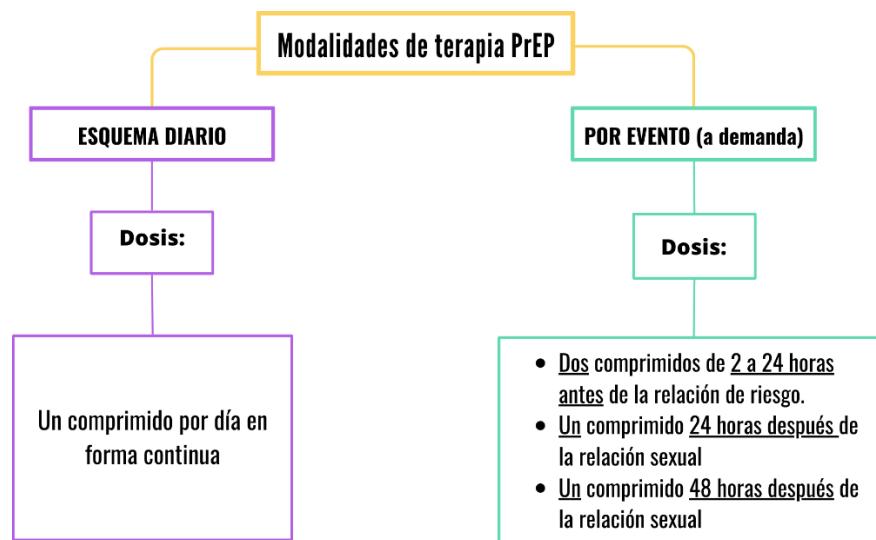 Modalidades de terapia PrEP
ESQUEMA DIARIO
Dosis:
Un comprimido por día en
forma continua
POR EVENTO (a demanda)
Dosis:
• Dos comprimidos de 2 a 24 horas
antes de la relación de riesgo.
• Un comprimido 24 horas después de
la relación sexual
• Un comprimido 48 horas después de
la relación sexual